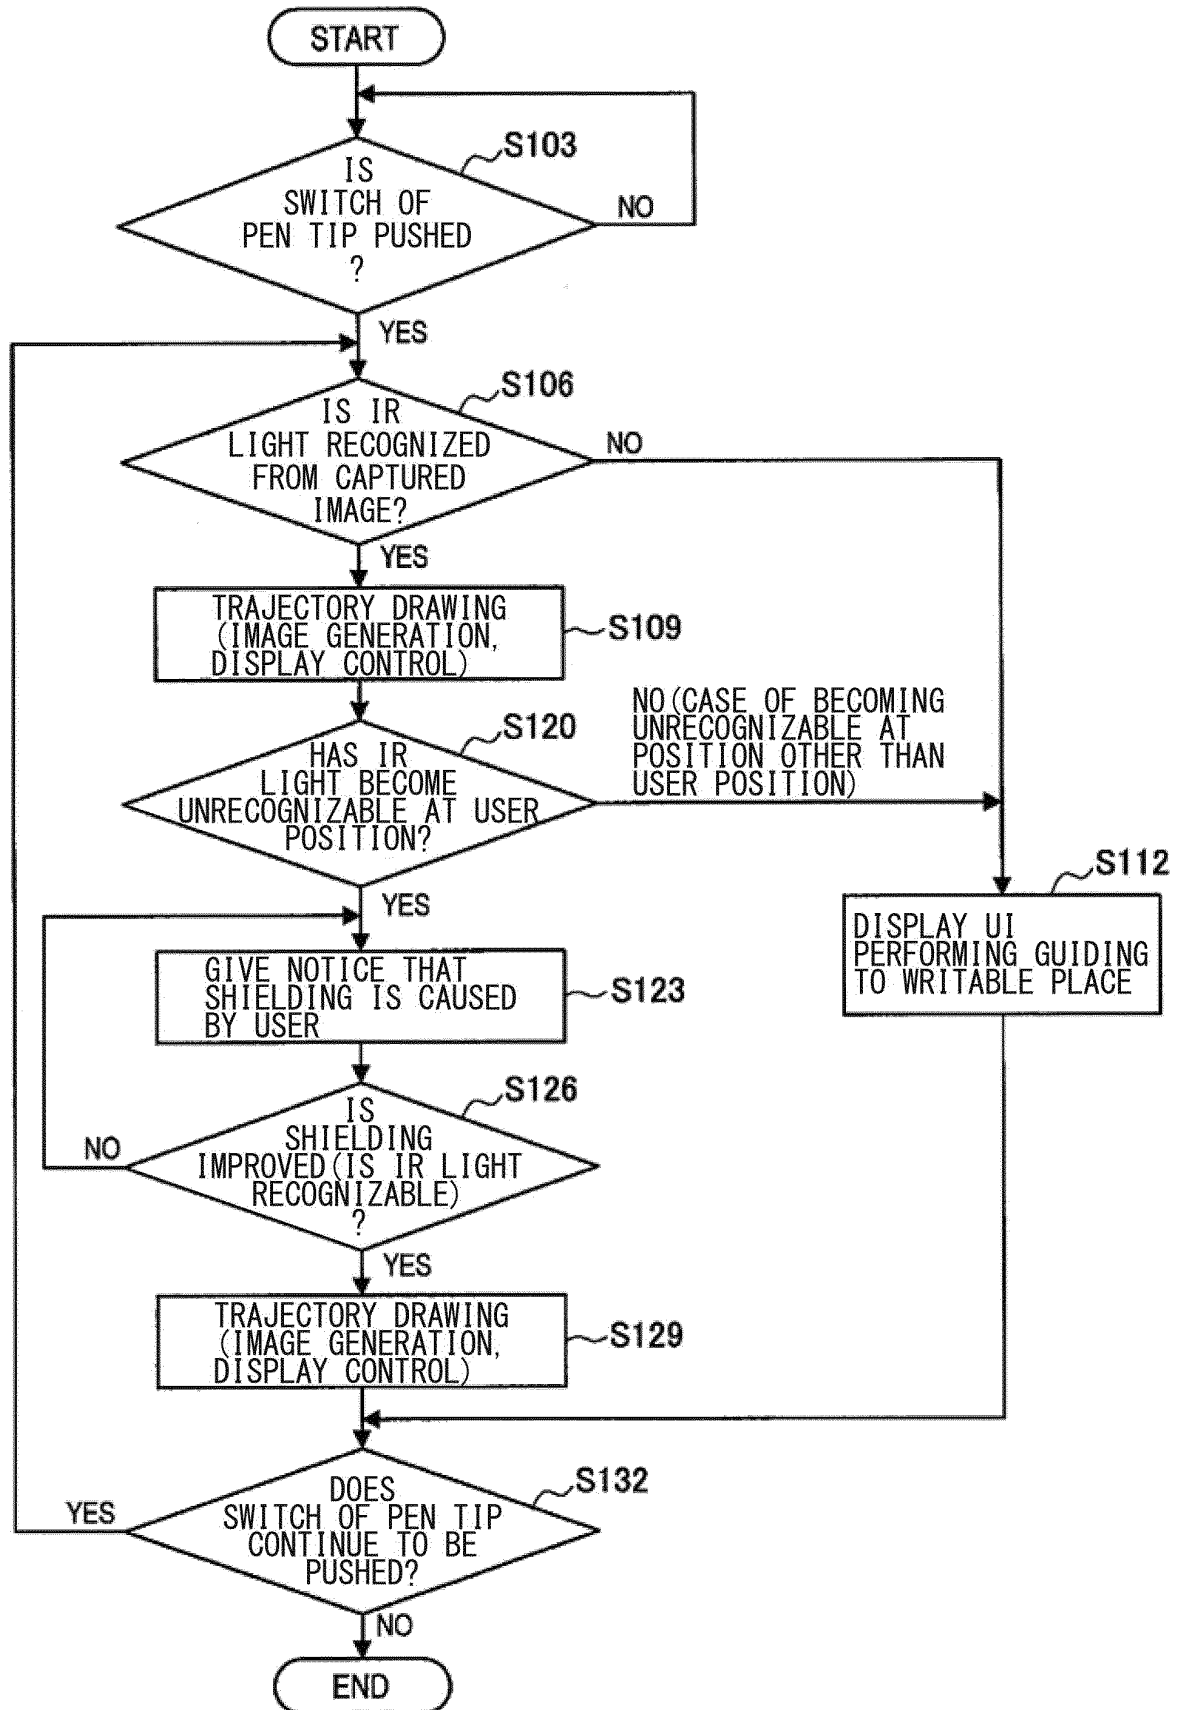 START
S103
IS
SWITCH OF
PEN TIP PUSHED
?
NO
YES
S106
IS IR
LIGHT RECOGNIZED
FROM CAPTURED
IMAGE?
NO
YES
TRAJECTORY DRAWING
(IMAGE GENERATION,
DISPLAY CONTROL)
S109
NO(CASE OF BECOMING
UNRECOGNIZABLE AT
POSITION OTHER THAN
USER POSITION)
S120
HAS IR
LIGHT BECOME
UNRECOGNIZABLE AT USER
POSITION?
YES
S112
DISPLAY UI
PERFORMING GUIDING
TO WRITABLE PLACE
GIVE NOTICE THAT
SHIELDING IS CAUSED
BY USER
S123
S126
IS
SHIELDING
IMPROVED(IS IR LIGHT
RECOGNIZABLE)
?
NO
YES
TRAJECTORY DRAWING
(IMAGE GENERATION,
DISPLAY CONTROL)
S129
S132
DOES
SWITCH OF PEN TIP
CONTINUE TO BE
PUSHED?
YES
NO
END